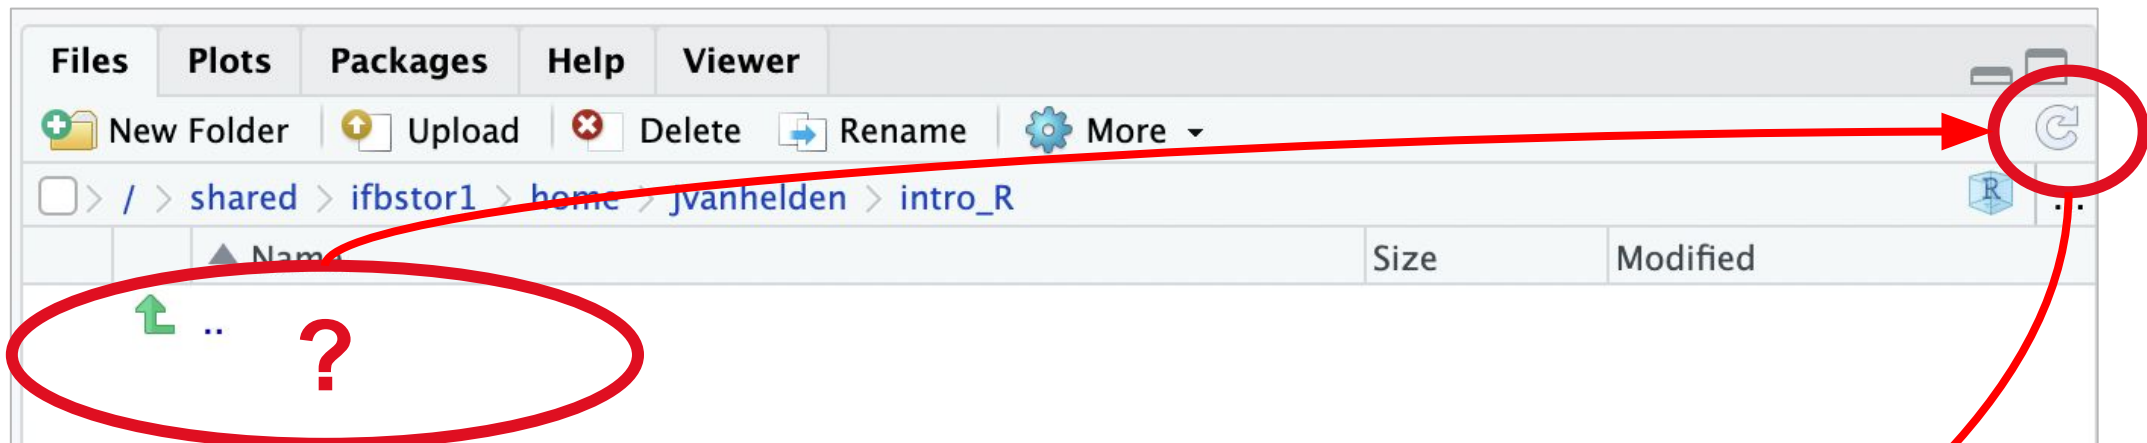 Files Plots Packages Help Viewer
New Folder Upload Delete Rename More
/ > shared > ifbstor1 > home > jvanhelden > intro_R R ...
Name Size Modified
.. ?